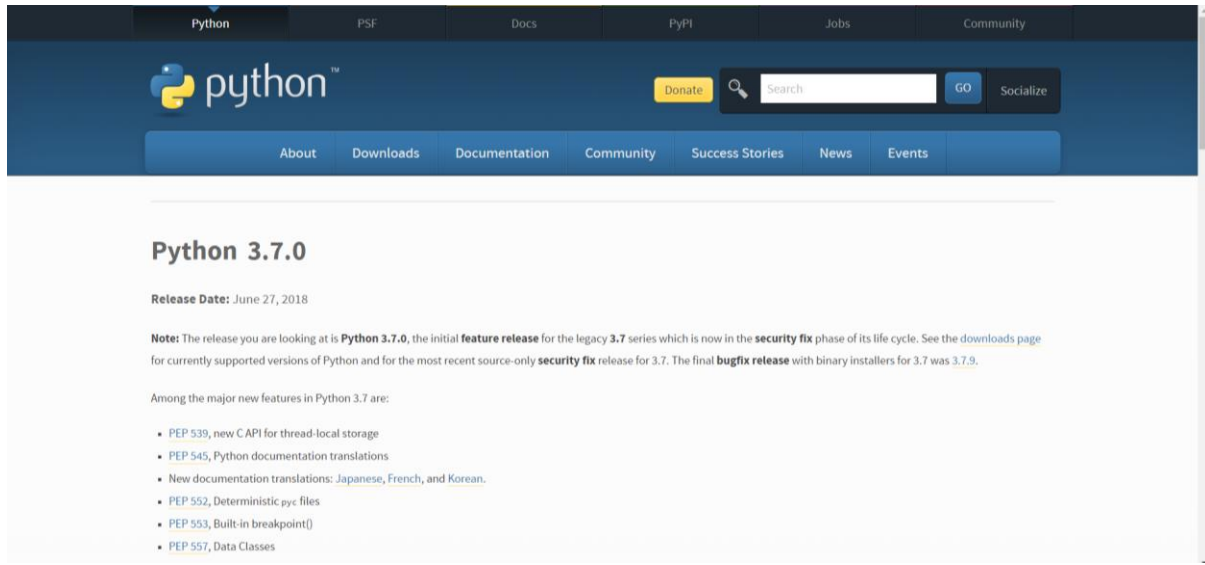 Python PSF Docs PyPI Jobs Community
python™
Donate Search GO Socialize
About Downloads Documentation Community Success Stories News Events
Python 3.7.0
Release Date: June 27, 2018
Note: The release you are looking at is Python 3.7.0, the initial feature release for the legacy 3.7 series which is now in the security fix phase of its life cycle. See the downloads page
for currently supported versions of Python and for the most recent source-only security fix release for 3.7. The final bugfix release with binary installers for 3.7 was 3.7.9.
Among the major new features in Python 3.7 are:
• PEP 539, new C API for thread-local storage
• PEP 545, Python documentation translations
• New documentation translations: Japanese, French, and Korean.
• PEP 552, Deterministic pyc files
• PEP 553, Built-in breakpoint()
• PEP 557, Data Classes